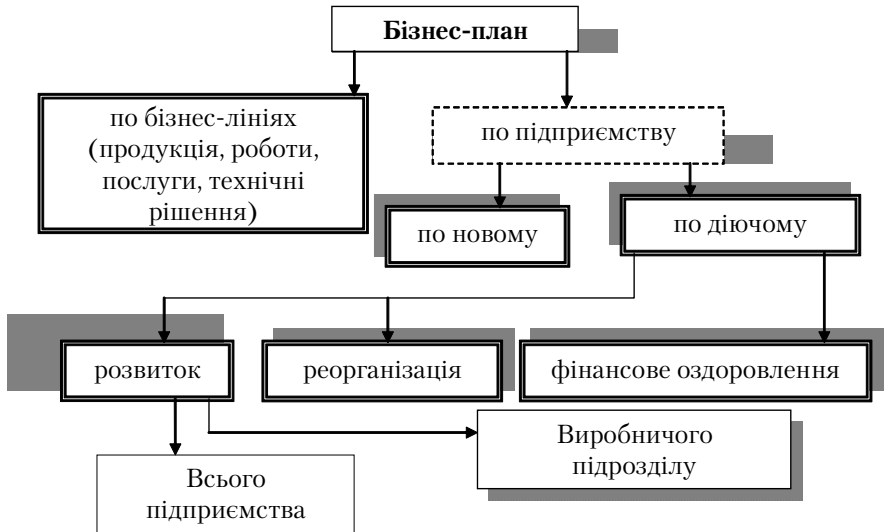 Бізнес-план
по бізнес-лініях
(продукція, роботи,
послуги, технічні
рішення)
по підприємству
по новому
по діючому
розвиток
реорганізація
фінансове оздоровлення
Виробничого
підрозділу
Всього
підприємства